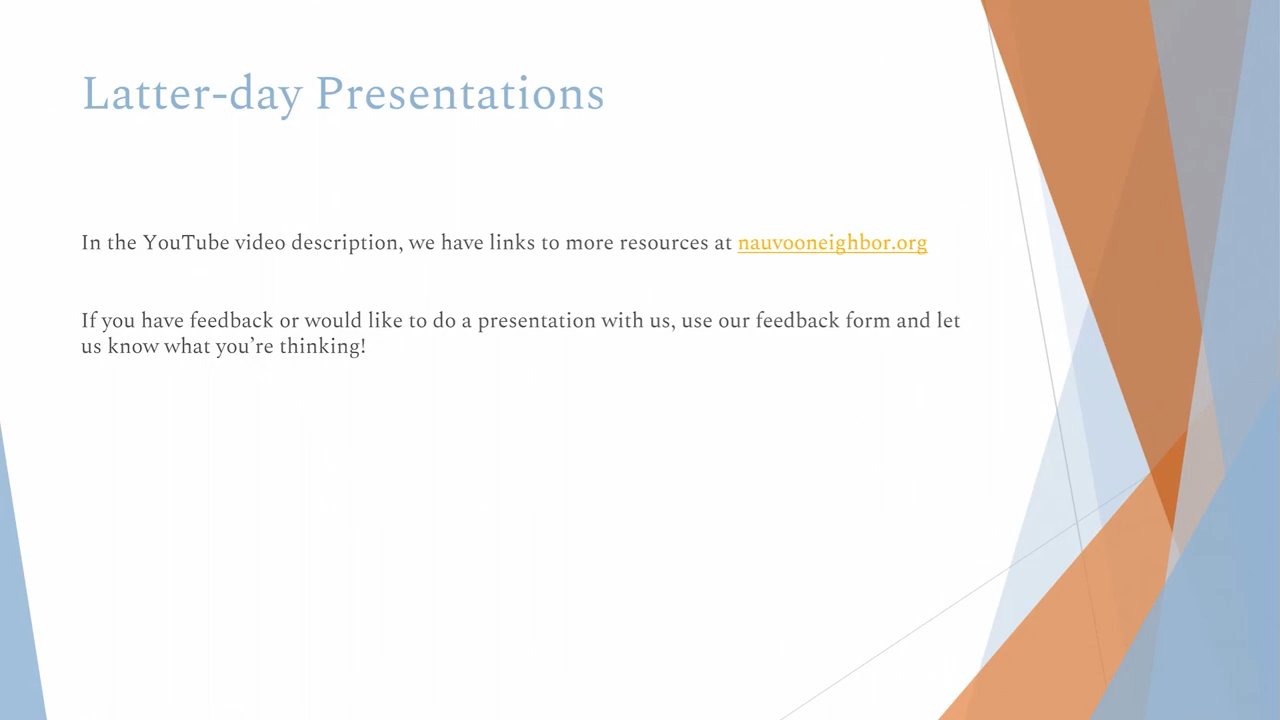 Latter-day Presentations
In the YouTube video description, we have links to more resources at nauvooneighbor.org
If you have feedback or would like to do a presentation with us, use our feedback form and let
us know what you’re thinking!